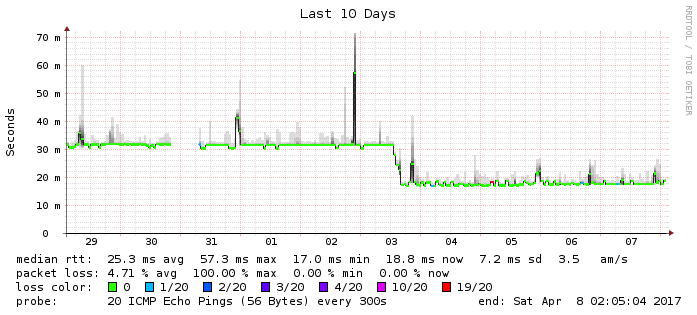 Last 10 Days
RRDTOOL / TOBI OETIKER
Seconds
70 m
60 m
50 m
40 m
30 m
20 m
10 m
0
29 30 31 01 02 03 04 05 06 07
median rtt: 25.3 ms avg 57.3 ms max 17.0 ms min 18.8 ms now 7.2 ms sd 3.5 am/s
packet loss: 4.71 % avg 100.00 % max 0.00 % min 0.00 % now
loss color: 0 1/20 2/20 3/20 4/20 10/20 19/20
probe: 20 ICMP Echo Pings (56 Bytes) every 300s end: Sat Apr 8 02:05:04 2017